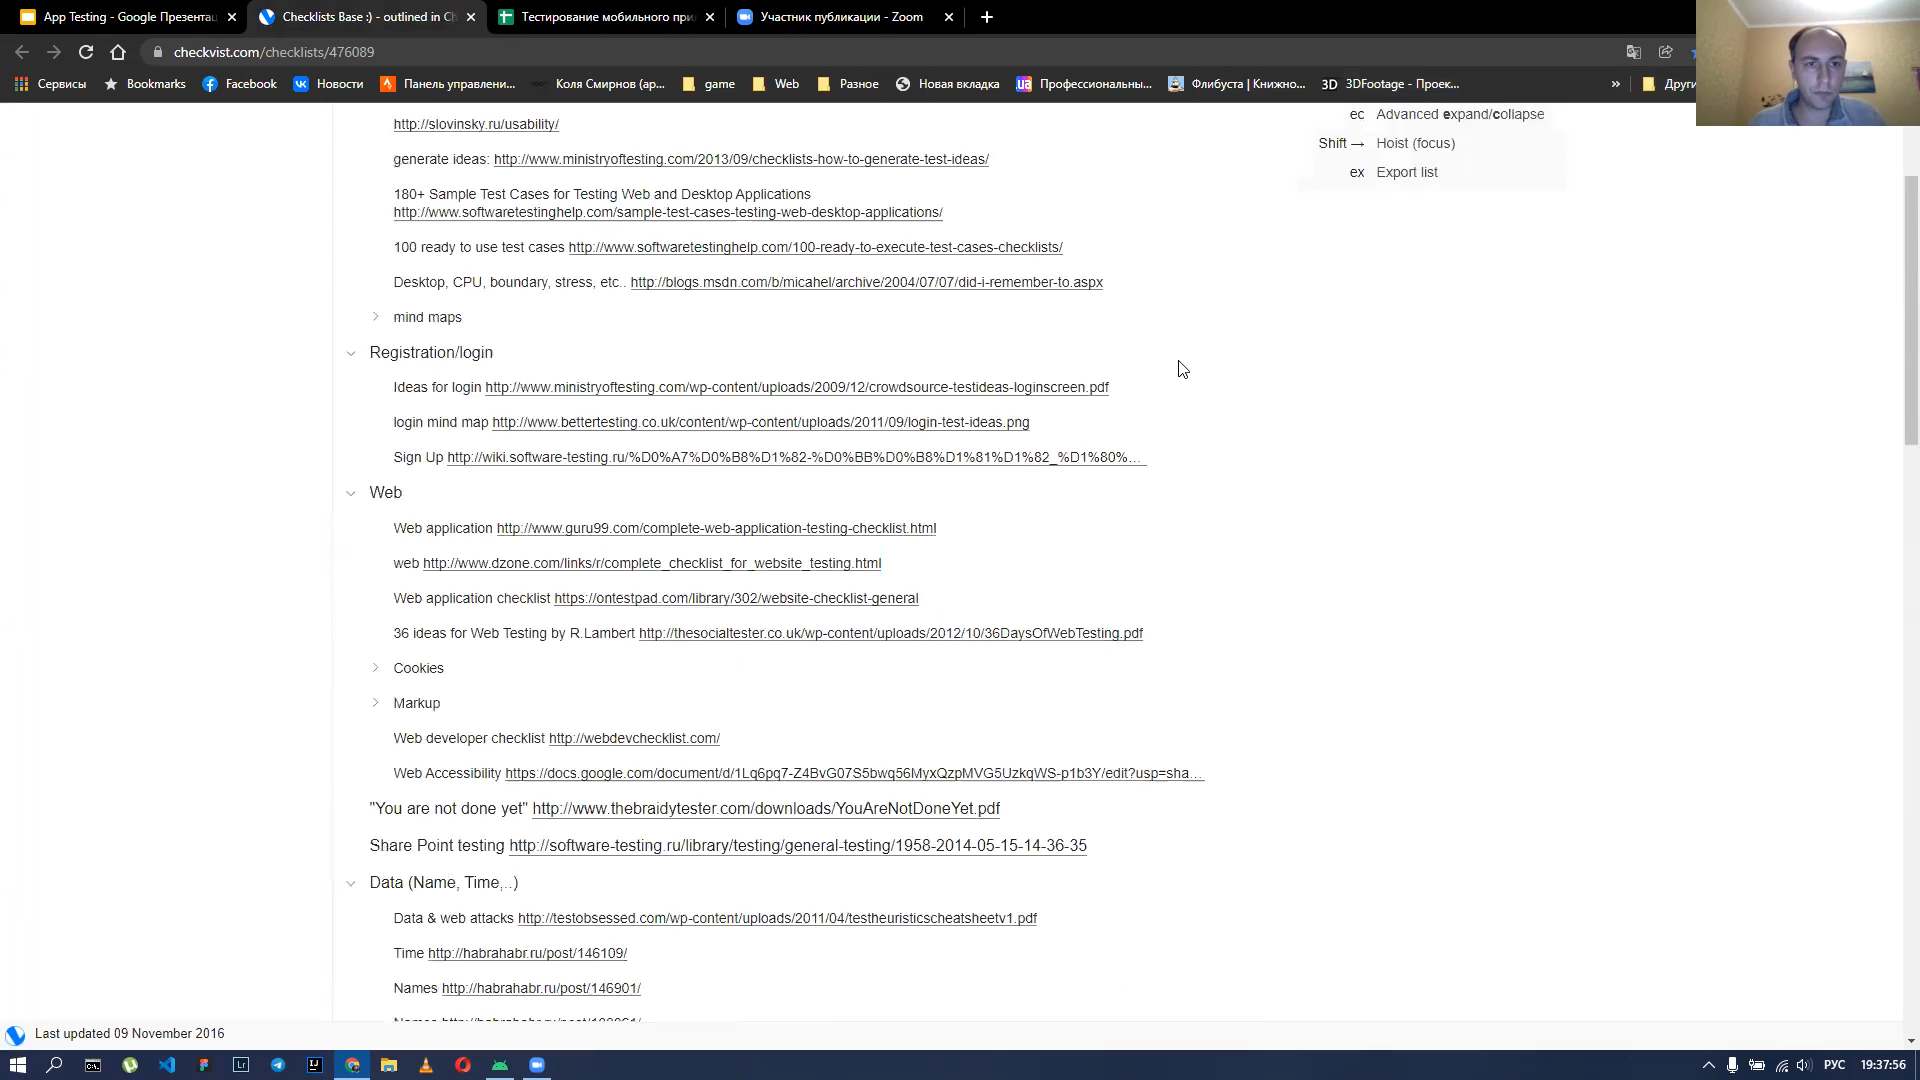 App Testing - Google Презентац
Checklists Base :) - outlined in Ch
Тестирование мобильного при
Участник публикации - Zoom
checkvist.com/checklists/476089
Сервисы
Bookmarks
Facebook
Новости
Панель управлени...
Коля Смирнов (ар...
game
Web
Разное
Новая вкладка
Профессиональны...
Флибуста | Книжно...
3D 3DFootage - Проек...
»
Други
http://slovinsky.ru/usability/
generate ideas: http://www.ministryoftesting.com/2013/09/checklists-how-to-generate-test-ideas/
180+ Sample Test Cases for Testing Web and Desktop Applications
http://www.softwaretestinghelp.com/sample-test-cases-testing-web-desktop-applications/
100 ready to use test cases http://www.softwaretestinghelp.com/100-ready-to-execute-test-cases-checklists/
Desktop, CPU, boundary, stress, etc.. http://blogs.msdn.com/b/micahel/archive/2004/07/07/did-i-remember-to.aspx
mind maps
Registration/login
Ideas for login http://www.ministryoftesting.com/wp-content/uploads/2009/12/crowdsource-testideas-loginscreen.pdf
login mind map http://www.bettertesting.co.uk/content/wp-content/uploads/2011/09/login-test-ideas.png
Sign Up http://wiki.software-testing.ru/%D0%A7%D0%B8%D1%82-%D0%BB%D0%B8%D1%81%D1%82_%D1%80%...
Web
Web application http://www.guru99.com/complete-web-application-testing-checklist.html
web http://www.dzone.com/links/r/complete_checklist_for_website_testing.html
Web application checklist https://ontestpad.com/library/302/website-checklist-general
36 ideas for Web Testing by R.Lambert http://thesocialtester.co.uk/wp-content/uploads/2012/10/36DaysOfWebTesting.pdf
Cookies
Markup
Web developer checklist http://webdevchecklist.com/
Web Accessibility https://docs.google.com/document/d/1Lq6pq7-Z4BvG07S5bwq56MyxQzpMVG5UzkqWS-p1b3Y/edit?usp=sha...
"You are not done yet" http://www.thebraidytester.com/downloads/YouAreNotDoneYet.pdf
Share Point testing http://software-testing.ru/library/testing/general-testing/1958-2014-05-15-14-36-35
Data (Name, Time,..)
Data & web attacks http://testobsessed.com/wp-content/uploads/2011/04/testheuristicscheatsheetv1.pdf
Time http://habrahabr.ru/post/146109/
Names http://habrahabr.ru/post/146901/
ec Advanced expand/collapse
Shift → Hoist (focus)
ex Export list
Last updated 09 November 2016
РУС
19:37:56